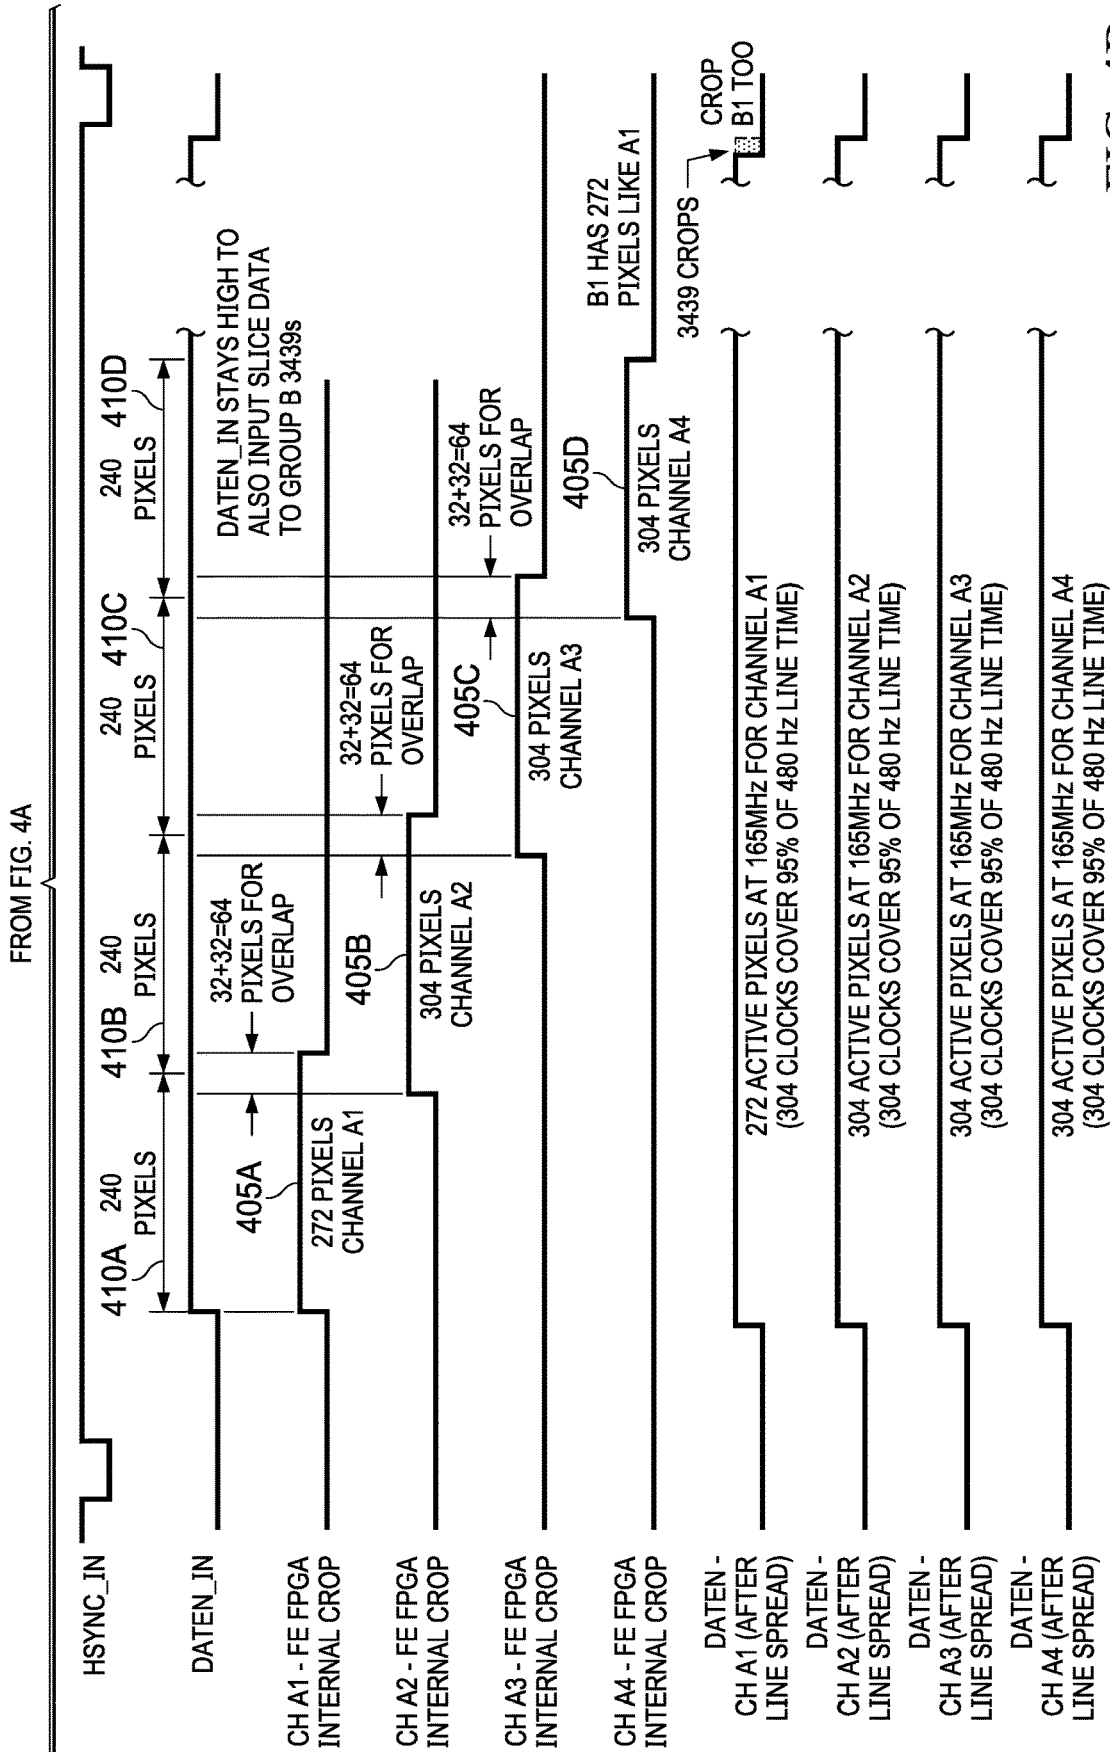 FROM FIG. 4A
HSYNC_IN
410A
240
PIXELS
410B
240
PIXELS
410C
240
PIXELS
410D
240
PIXELS
DATEN_IN
DATEN_IN STAYS HIGH TO
ALSO INPUT SLICE DATA
TO GROUP B 3439s
CH A1 - FE FPGA
INTERNAL CROP
405A
272 PIXELS
CHANNEL A1
32+32=64
PIXELS FOR
OVERLAP
CH A2 - FE FPGA
INTERNAL CROP
405B
304 PIXELS
CHANNEL A2
32+32=64
PIXELS FOR
OVERLAP
CH A3 - FE FPGA
INTERNAL CROP
405C
304 PIXELS
CHANNEL A3
32+32=64
PIXELS FOR
OVERLAP
CH A4 - FE FPGA
INTERNAL CROP
405D
304 PIXELS
CHANNEL A4
B1 HAS 272
PIXELS LIKE A1
3439 CROPS
CROP
B1 TOO
DATEN -
CH A1 (AFTER
LINE SPREAD)
272 ACTIVE PIXELS AT 165MHz FOR CHANNEL A1
(304 CLOCKS COVER 95% OF 480 Hz LINE TIME)
DATEN -
CH A2 (AFTER
LINE SPREAD)
304 ACTIVE PIXELS AT 165MHz FOR CHANNEL A2
(304 CLOCKS COVER 95% OF 480 Hz LINE TIME)
DATEN -
CH A3 (AFTER
LINE SPREAD)
304 ACTIVE PIXELS AT 165MHz FOR CHANNEL A3
(304 CLOCKS COVER 95% OF 480 Hz LINE TIME)
DATEN -
CH A4 (AFTER
LINE SPREAD)
304 ACTIVE PIXELS AT 165MHz FOR CHANNEL A4
(304 CLOCKS COVER 95% OF 480 Hz LINE TIME)